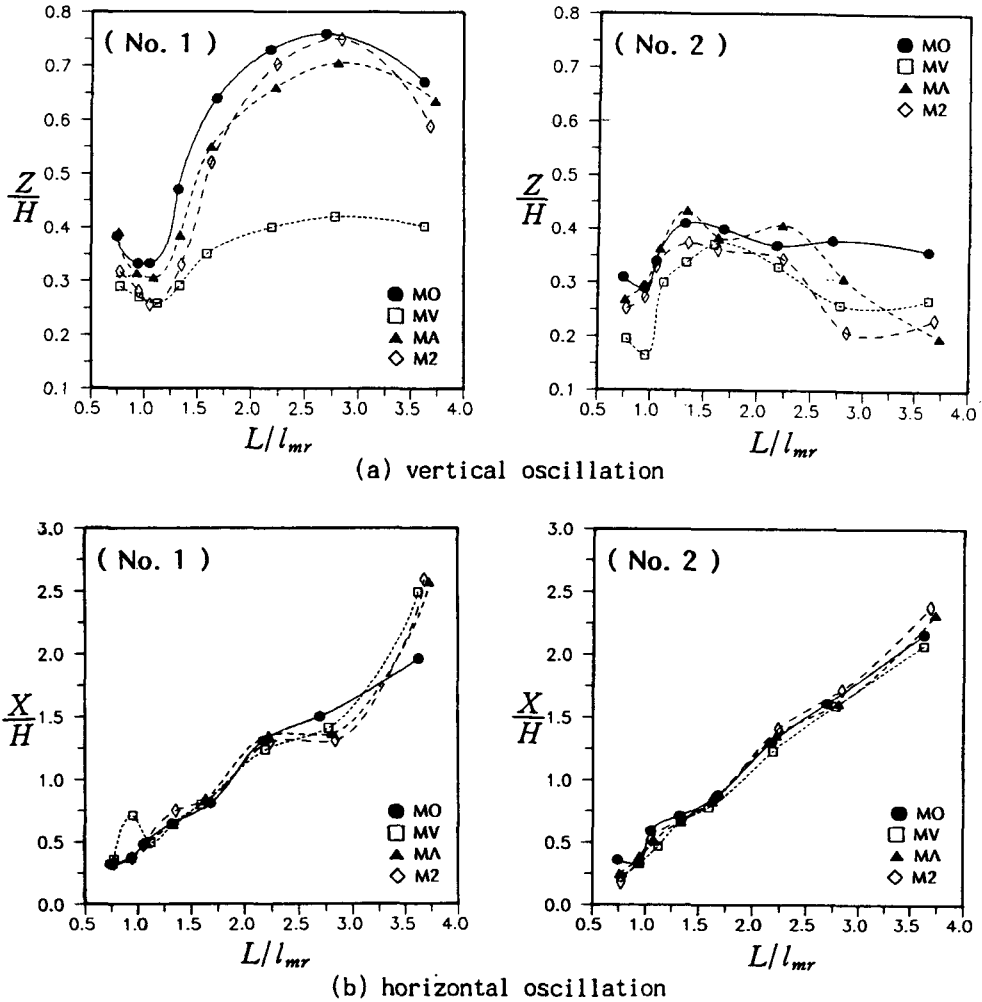 ( No. 1 )
0.8
0.7
0.6
0.5
0.4
0.3
0.2
0.1
Z/H
MO
MV
MA
M2
0.5 1.0 1.5 2.0 2.5 3.0 3.5 4.0
L/lmr
( No. 2 )
0.8
0.7
0.6
0.5
0.4
0.3
0.2
0.1
Z/H
MO
MV
MA
M2
0.5 1.0 1.5 2.0 2.5 3.0 3.5 4.0
L/lmr
(a) vertical oscillation
( No. 1 )
3.0
2.5
2.0
1.5
1.0
0.5
0.0
X/H
MO
MV
MA
M2
0.5 1.0 1.5 2.0 2.5 3.0 3.5 4.0
L/lmr
( No. 2 )
3.0
2.5
2.0
1.5
1.0
0.5
0.0
X/H
MO
MV
MA
M2
0.5 1.0 1.5 2.0 2.5 3.0 3.5 4.0
L/lmr
(b) horizontal oscillation